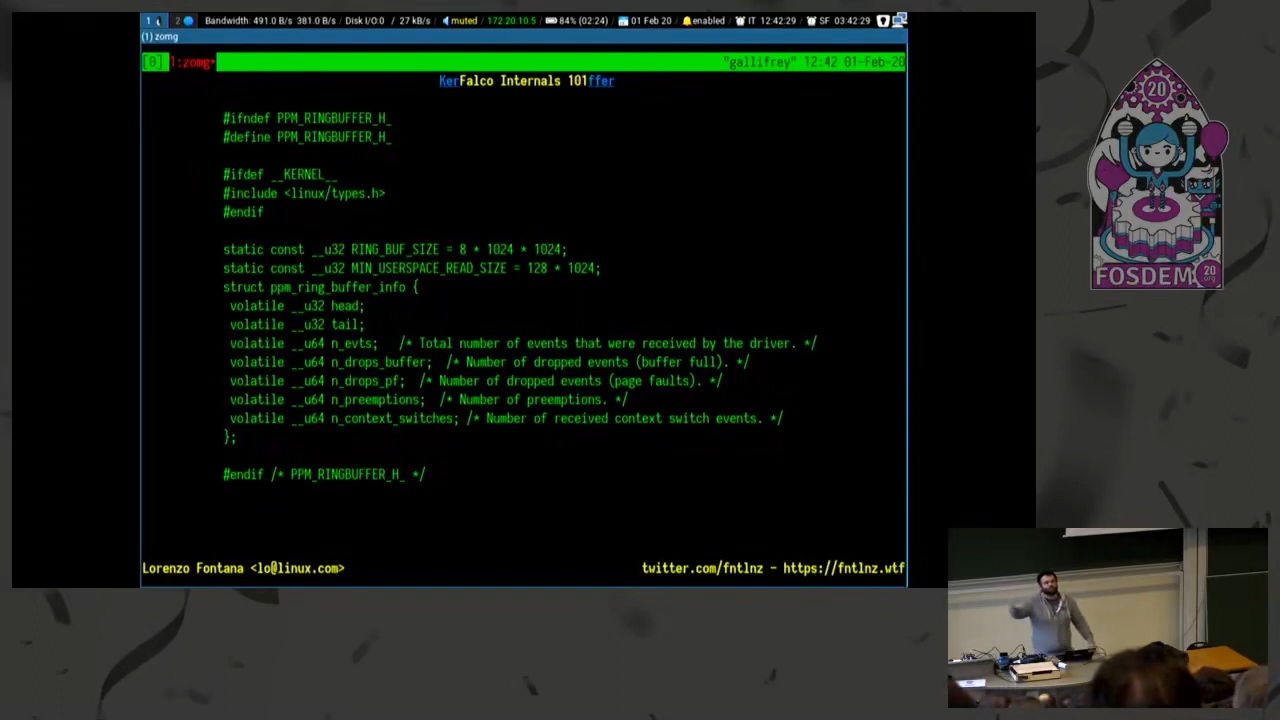 1 2 Bandwidth: 491.0 B/s 381.0 B/s / Disk I/O:0 / 27 kB/s / muted / 172.20.10.5 / 84% (02:24) / 01 Feb 20 / enabled / IT 12:42:29 / SF 03:42:29
(1) zomg
[0] 1:zomg* "gallifrey" 12:42 01-Feb-20
KerFalco Internals 101ffer
#ifndef PPM_RINGBUFFER_H_
#define PPM_RINGBUFFER_H_
#ifdef __KERNEL__
#include <linux/types.h>
#endif
static const __u32 RING_BUF_SIZE = 8 * 1024 * 1024;
static const __u32 MIN_USERSPACE_READ_SIZE = 128 * 1024;
struct ppm_ring_buffer_info {
volatile __u32 head;
volatile __u32 tail;
volatile __u64 n_evts; /* Total number of events that were received by the driver. */
volatile __u64 n_drops_buffer; /* Number of dropped events (buffer full). */
volatile __u64 n_drops_pf; /* Number of dropped events (page faults). */
volatile __u64 n_preemptions; /* Number of preemptions. */
volatile __u64 n_context_switches; /* Number of received context switch events. */
};
#endif /* PPM_RINGBUFFER_H_ */
Lorenzo Fontana <lo@linux.com> twitter.com/fntlnz - https://fntlnz.wtf
20
FOSDEM 20
.org